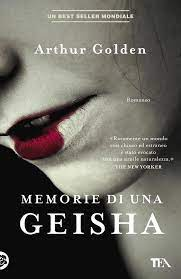 UN BEST SELLER MONDIALE
Arthur Golden
Romanzo
«Raramente un mondo
così chiuso ed estraneo
è stato evocato
con una simile naturalezza.»
THE NEW YORKER
MEMORIE DI UNA
GEISHA
TEA